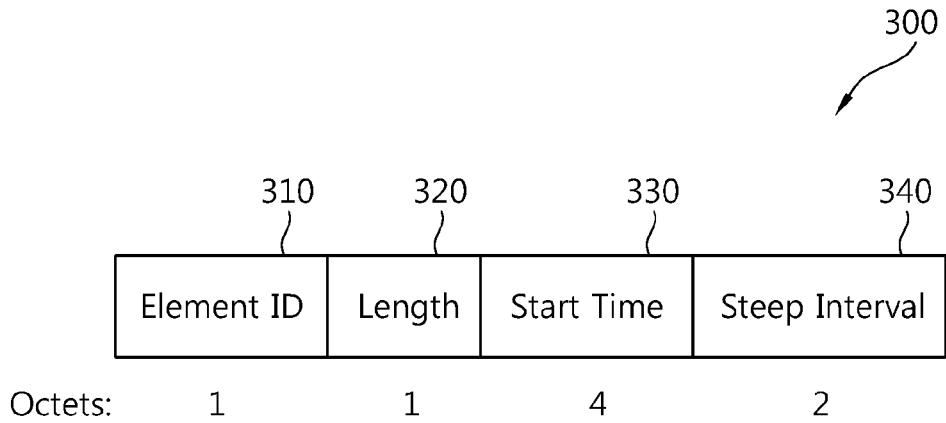 300
310 320 330 340
Element ID Length Start Time Steep Interval
Octets: 1 1 4 2